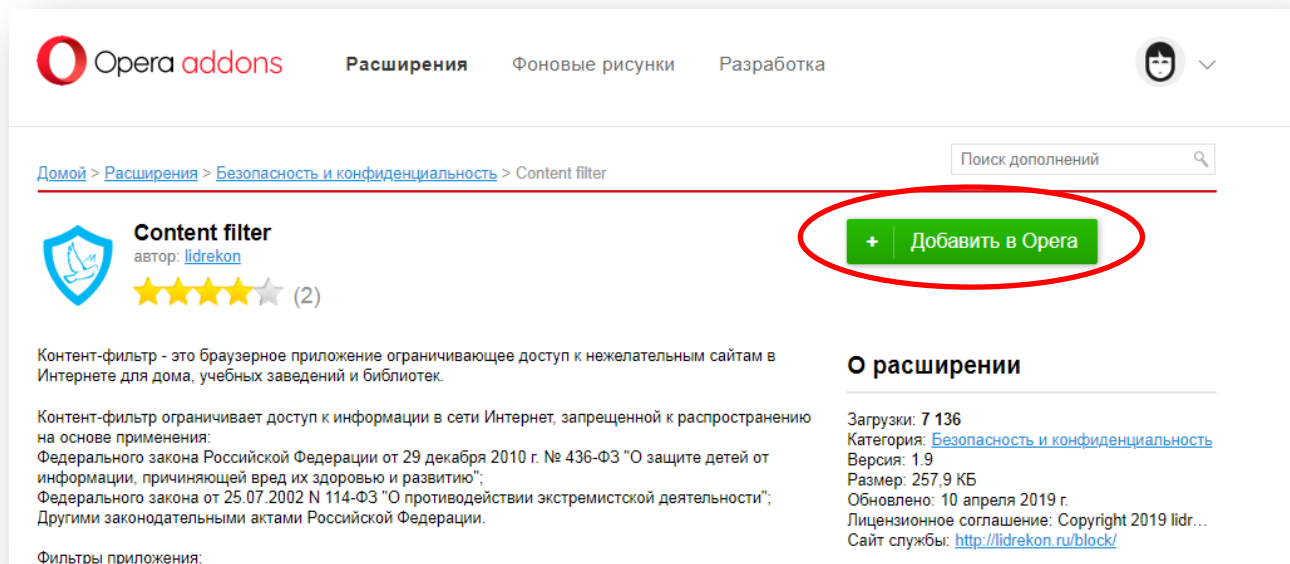 Opera addons
Расширения Фоновые рисунки Разработка
Домой > Расширения > Безопасность и конфиденциальность > Content filter
Поиск дополнений
Content filter
автор: lidrekon
(2)
+ Добавить в Opera
Контент-фильтр - это браузерное приложение ограничивающее доступ к нежелательным сайтам в
Интернете для дома, учебных заведений и библиотек.
Контент-фильтр ограничивает доступ к информации в сети Интернет, запрещенной к распространению
на основе применения:
Федерального закона Российской Федерации от 29 декабря 2010 г. № 436-ФЗ "О защите детей от
информации, причиняющей вред их здоровью и развитию";
Федерального закона от 25.07.2002 N 114-ФЗ "О противодействии экстремистской деятельности";
Другими законодательными актами Российской Федерации.
Фильтры приложения:
О расширении
Загрузки: 7 136
Категория: Безопасность и конфиденциальность
Версия: 1.9
Размер: 257,9 КБ
Обновлено: 10 апреля 2019 г.
Лицензионное соглашение: Copyright 2019 lidr...
Сайт службы: http://lidrekon.ru/block/